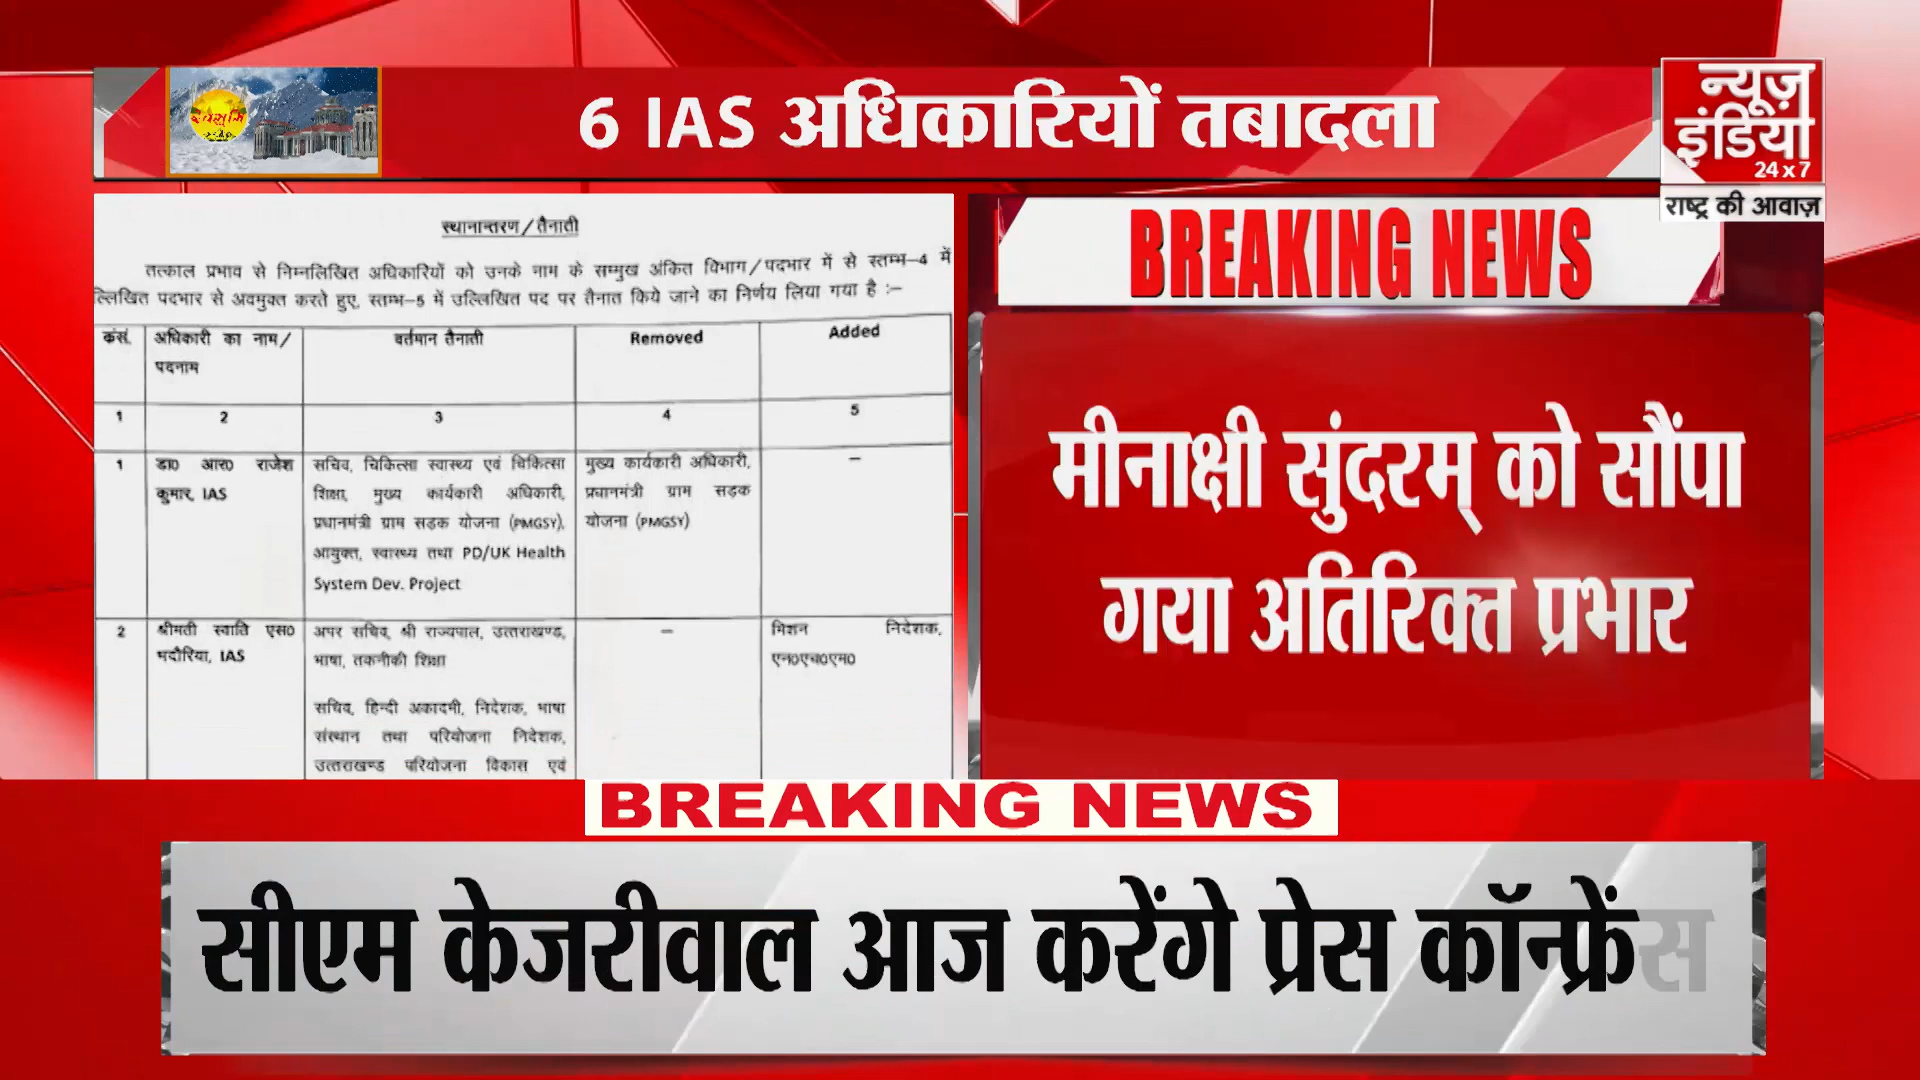 6 IAS अधिकारियों तबादला
न्यूज़
इंडिया
24x7
राष्ट्र की आवाज़
स्थानान्तरण/तैनाती
तत्काल प्रभाव से निम्नलिखित अधिकारियों को उनके नाम के सम्मुख अंकित विभाग/पदभार में से स्तम्भ-4 में
ल्लिखित पदभार से अवमुक्त करते हुए, स्तम्भ-5 में उल्लिखित पद पर तैनात किये जाने का निर्णय लिया गया है :-
कं०सं. अधिकारी का नाम/ वर्तमान तैनाती Removed Added
पदनाम
1 2 3 4 5
1 डा० आर० राजेश सचिव, चिकित्सा स्वास्थ्य एवं चिकित्सा मुख्य कार्यकारी अधिकारी, –
कुमार, IAS शिक्षा, मुख्य कार्यकारी अधिकारी, प्रधानमंत्री ग्राम सड़क
प्रधानमंत्री ग्राम सड़क योजना (PMGSY), योजना (PMGSY)
आयुक्त, स्वास्थ्य तथा PD/UK Health
System Dev. Project
2 श्रीमती स्वाति एस० अपर सचिव, श्री राज्यपाल, उत्तराखण्ड, – मिशन निदेशक,
भदौरिया, IAS भाषा, तकनीकी शिक्षा एन०एच०एम०
सचिव, हिन्दी अकादमी, निदेशक, भाषा
संस्थान तथा परियोजना निदेशक,
उत्तराखण्ड परियोजना विकास एवं
BREAKING NEWS
मीनाक्षी सुंदरम् को सौंपा
गया अतिरिक्त प्रभार
BREAKING NEWS
सीएम केजरीवाल आज करेंगे प्रेस कॉन्फ्रेंस